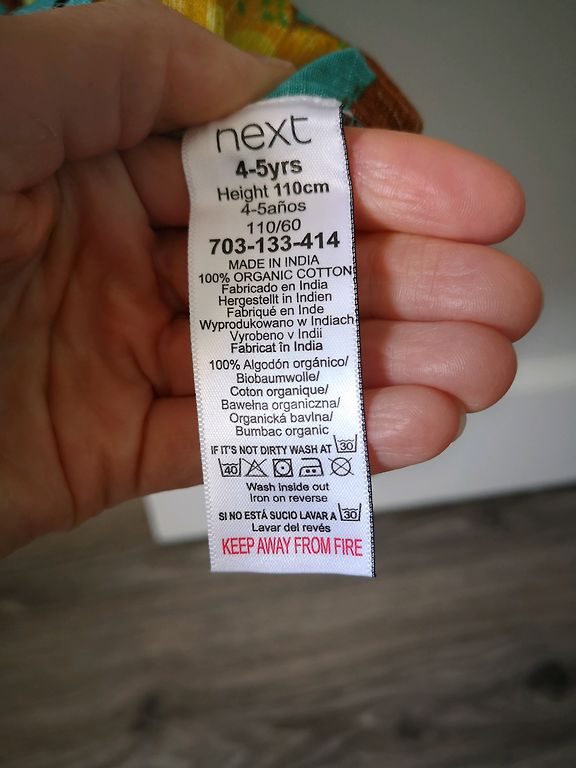 next
4-5yrs
Height 110cm
4-5años
110/60
703-133-414
MADE IN INDIA
100% ORGANIC COTTON
Fabricado en India
Hergestellt in Indien
Fabriqué en Inde
Wyprodukowano w Indiach
Vyrobeno v Indii
Fabricat în India
100% Algodón orgánico/
Biobaumwolle/
Coton organique/
Bawełna organiczna/
Organická bavlna/
Bumbac organic
IF IT'S NOT DIRTY WASH AT 30
40
Wash inside out
Iron on reverse
SI NO ESTÁ SUCIO LAVAR A 30
Lavar del revés
KEEP AWAY FROM FIRE